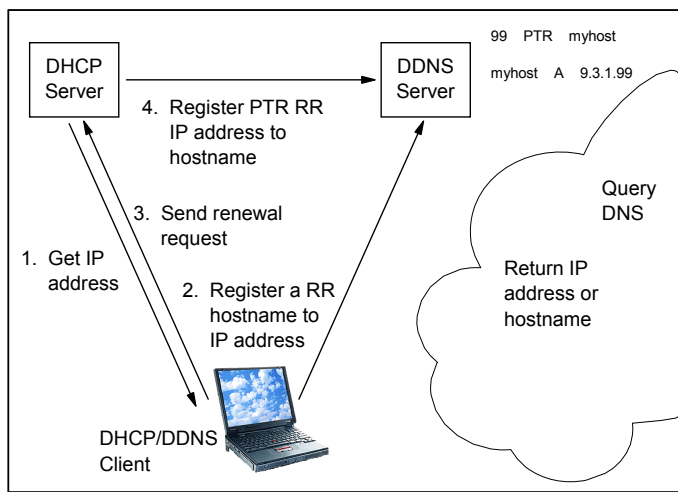 DHCP
Server
DDNS
Server
99 PTR myhost
myhost A 9.3.1.99
4. Register PTR RR
IP address to
hostname
3. Send renewal
request
1. Get IP
address
2. Register a RR
hostname to
IP address
DHCP/DDNS
Client
Query
DNS
Return IP
address or
hostname